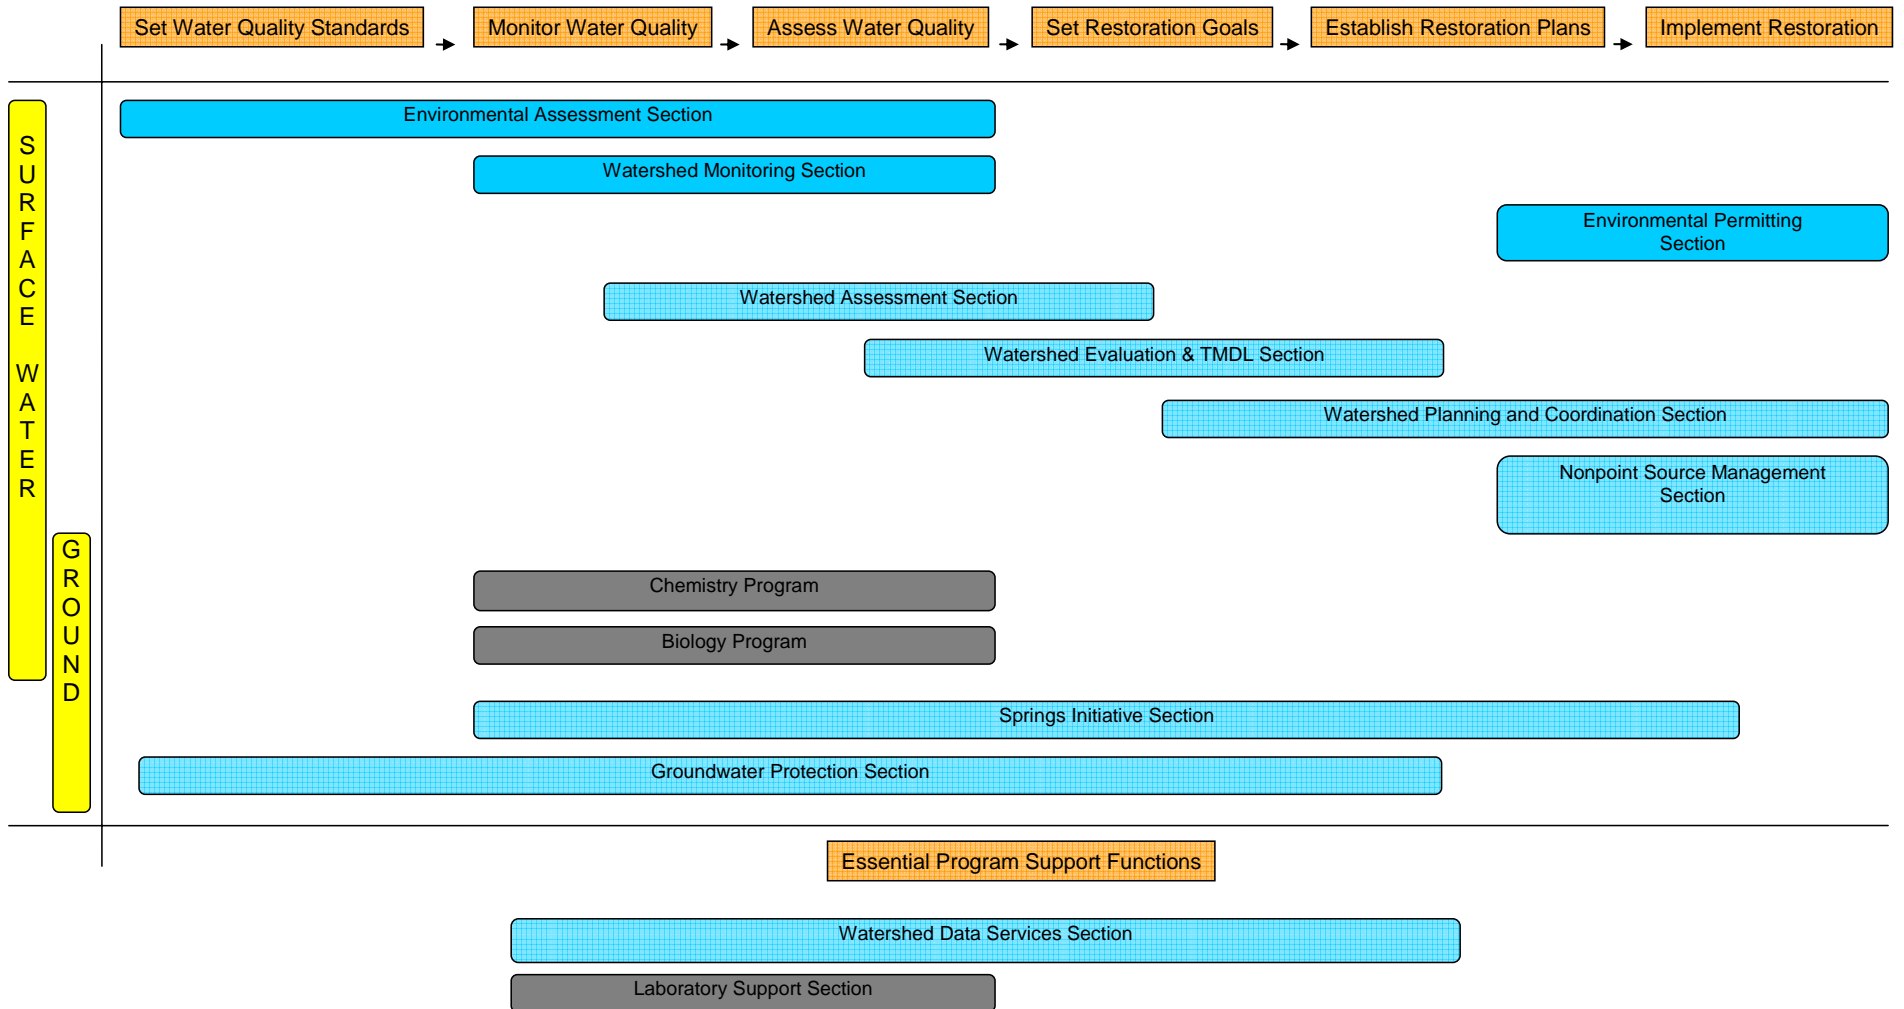 Set Water Quality Standards
Monitor Water Quality
Assess Water Quality
Set Restoration Goals
Establish Restoration Plans
Implement Restoration
SURFACE WATER
GROUND
Environmental Assessment Section
Watershed Monitoring Section
Environmental Permitting
Section
Watershed Assessment Section
Watershed Evaluation & TMDL Section
Watershed Planning and Coordination Section
Nonpoint Source Management
Section
Chemistry Program
Biology Program
Springs Initiative Section
Groundwater Protection Section
Essential Program Support Functions
Watershed Data Services Section
Laboratory Support Section